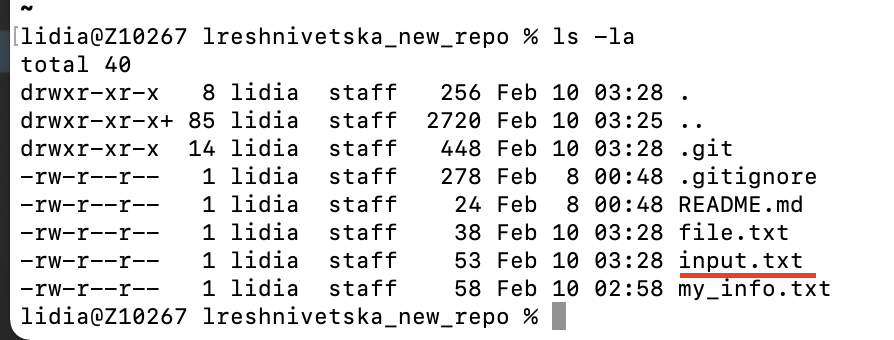 ~
[lidia@Z10267 lreshnivetska_new_repo % ls -la
total 40
drwxr-xr-x   8 lidia  staff   256 Feb 10 03:28 .
drwxr-xr-x+ 85 lidia  staff  2720 Feb 10 03:25 ..
drwxr-xr-x  14 lidia  staff   448 Feb 10 03:28 .git
-rw-r--r--   1 lidia  staff   278 Feb  8 00:48 .gitignore
-rw-r--r--   1 lidia  staff    24 Feb  8 00:48 README.md
-rw-r--r--   1 lidia  staff    38 Feb 10 03:28 file.txt
-rw-r--r--   1 lidia  staff    53 Feb 10 03:28 input.txt
-rw-r--r--   1 lidia  staff    58 Feb 10 02:58 my_info.txt
lidia@Z10267 lreshnivetska_new_repo %